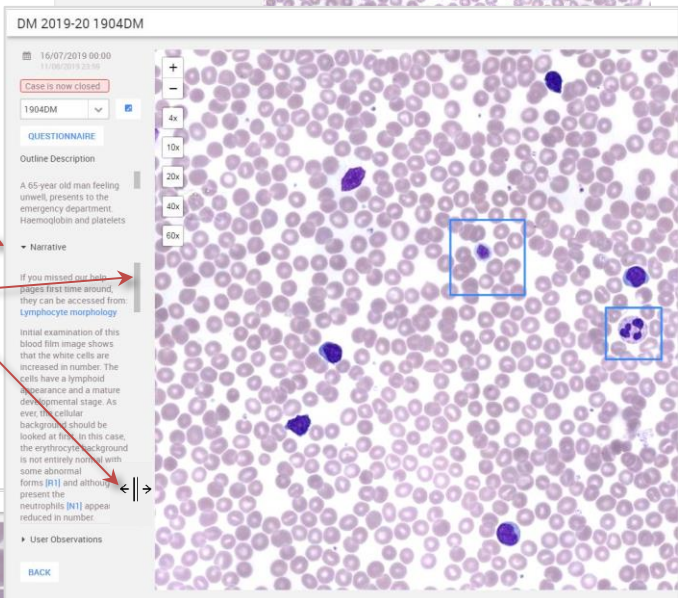 DM 2019-20 1904DM
16/07/2019 00:00
11/08/2019 23:59
Case is now closed
1904DM
QUESTIONNAIRE
Outline Description
A 65-year old man feeling
unwell, presents to the
emergency department.
Haemoglobin and platelets
Narrative
If you missed our help
pages first time around,
they can be accessed from:
Lymphocyte morphology
Initial examination of this
blood film image shows
that the white cells are
increased in number. The
cells have a lymphoid
appearance and a mature
developmental stage. As
ever, the cellular
background should be
looked at first. In this case,
the erythrocyte background
is not entirely normal with
some abnormal
forms [R1] and althoug
present the
neutrophils [N1] appear
reduced in number.
User Observations
BACK
+
−
4x
10x
20x
40x
60x